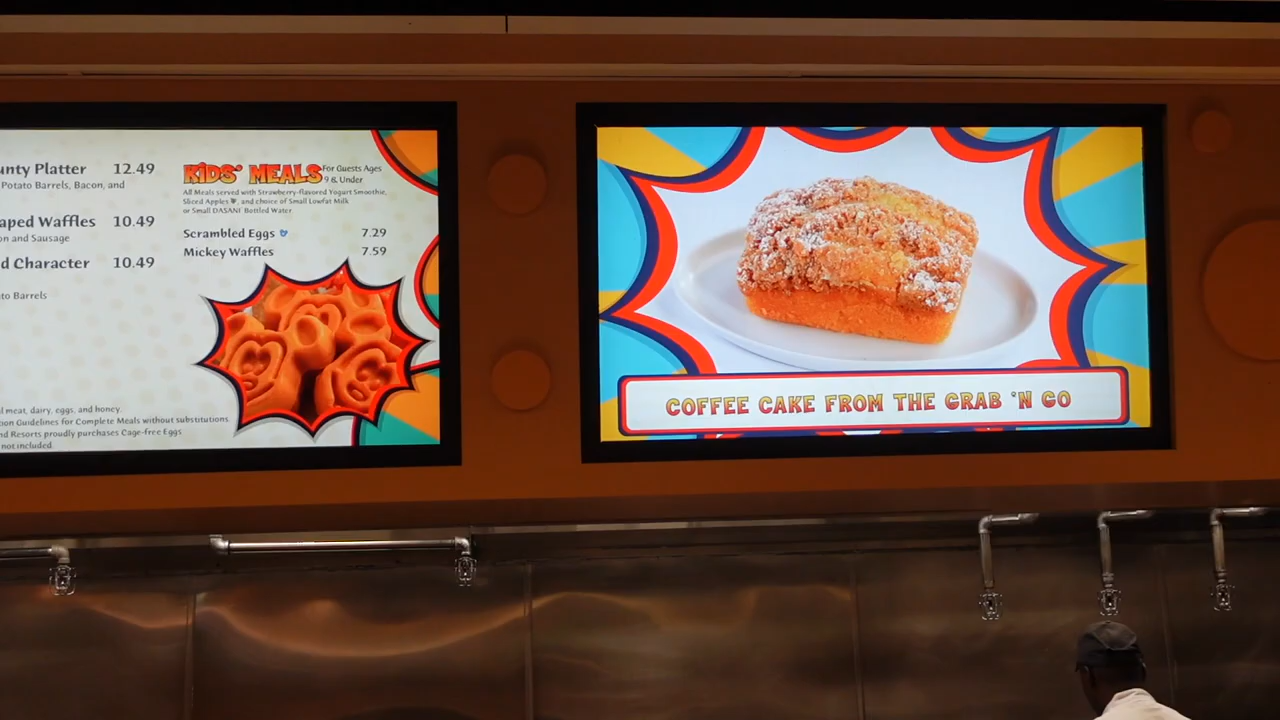 unty Platter 12.49
Potato Barrels, Bacon, and
aped Waffles 10.49
on and Sausage
d Character 10.49
to Barrels
l meat, dairy, eggs, and honey.
ion Guidelines for Complete Meals without substitutions
nd Resorts proudly purchases Cage-free Eggs
not included
KIDS' MEALS For Guests Ages
9 & Under
All Meals served with Strawberry-flavored Yogurt Smoothie,
Sliced Apples, and choice of Small Lowfat Milk
or Small DASANI Bottled Water
Scrambled Eggs 7.29
Mickey Waffles 7.59
COFFEE CAKE FROM THE GRAB 'N GO